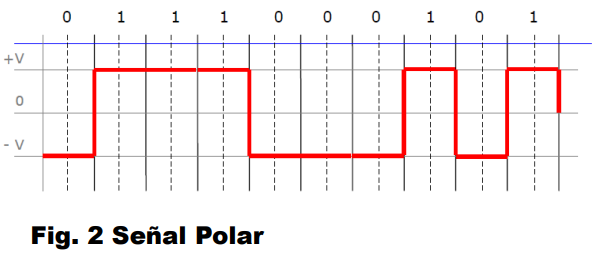 0 1 1 1 0 0 0 1 0 1
+V
0
- V
Fig. 2 Señal Polar